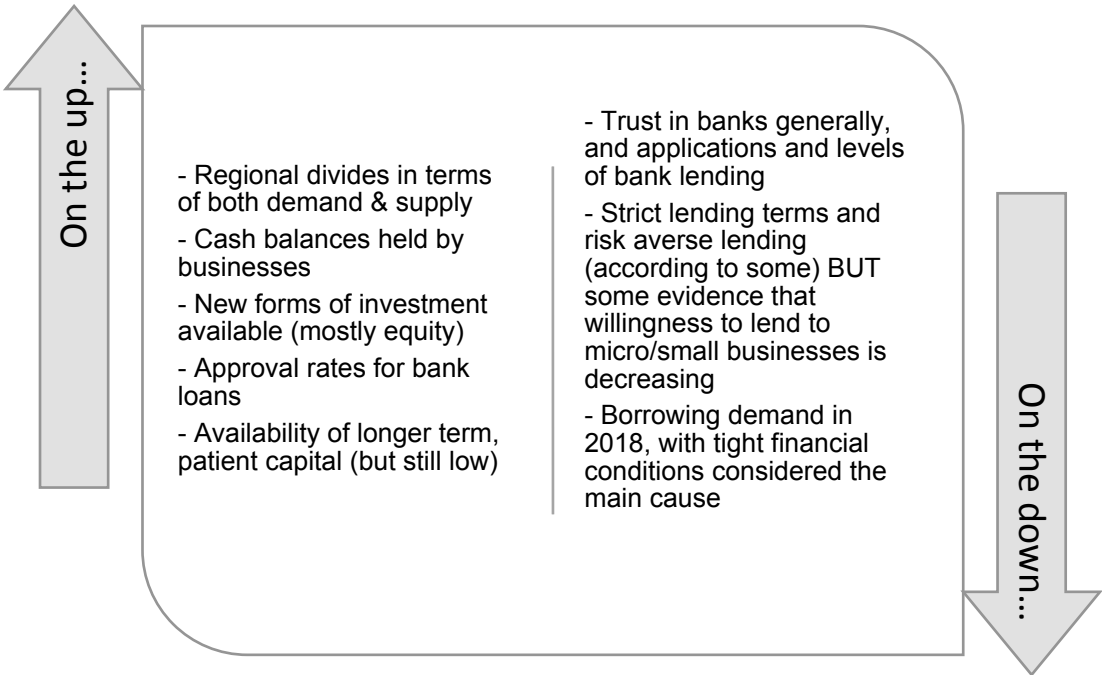 On the up...
- Regional divides in terms
of both demand & supply
- Cash balances held by
businesses
- New forms of investment
available (mostly equity)
- Approval rates for bank
loans
- Availability of longer term,
patient capital (but still low)
- Trust in banks generally,
and applications and levels
of bank lending
- Strict lending terms and
risk averse lending
(according to some) BUT
some evidence that
willingness to lend to
micro/small businesses is
decreasing
- Borrowing demand in
2018, with tight financial
conditions considered the
main cause
On the down...